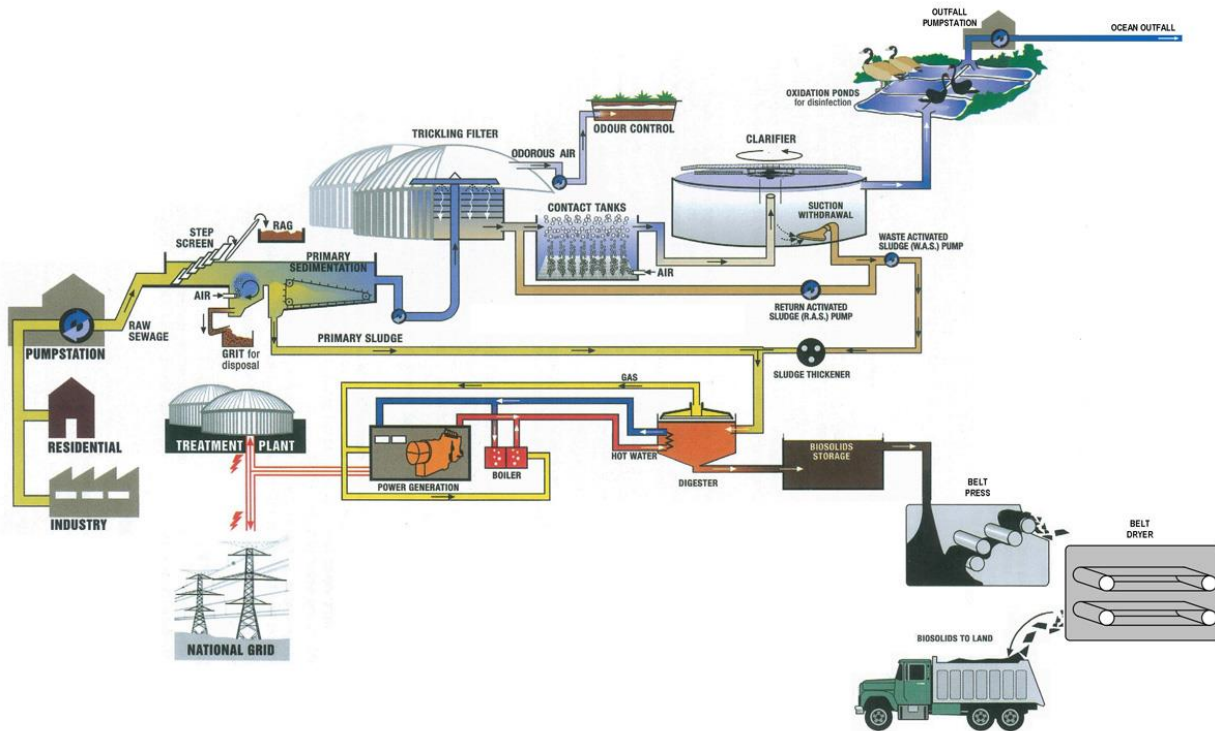 OUTFALL
PUMPSTATION
OCEAN OUTFALL
OXIDATION PONDS
for disinfection
ODOUR CONTROL
TRICKLING FILTER
ODOROUS AIR
CLARIFIER
SUCTION
WITHDRAWAL
CONTACT TANKS
AIR
WASTE ACTIVATED
SLUDGE (W.A.S.) PUMP
STEP
SCREEN
RAG
PRIMARY
SEDIMENTATION
AIR
RAW
SEWAGE
PUMPSTATION
GRIT for
disposal
PRIMARY SLUDGE
RETURN ACTIVATED
SLUDGE (R.A.S.) PUMP
SLUDGE THICKENER
GAS
RESIDENTIAL
TREATMENT PLANT
HOT WATER
BOILER
POWER GENERATION
DIGESTER
BIOSOLIDS
STORAGE
INDUSTRY
BELT
PRESS
BELT
DRYER
NATIONAL GRID
BIOSOLIDS TO LAND